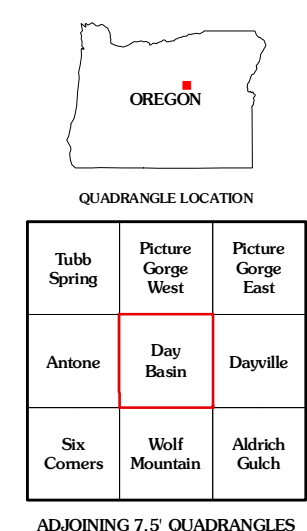 OREGON
QUADRANGLE LOCATION
Tubb
Spring
Picture
Gorge
West
Picture
Gorge
East
Antone
Day
Basin
Dayville
Six
Corners
Wolf
Mountain
Aldrich
Gulch
ADJOINING 7.5' QUADRANGLES